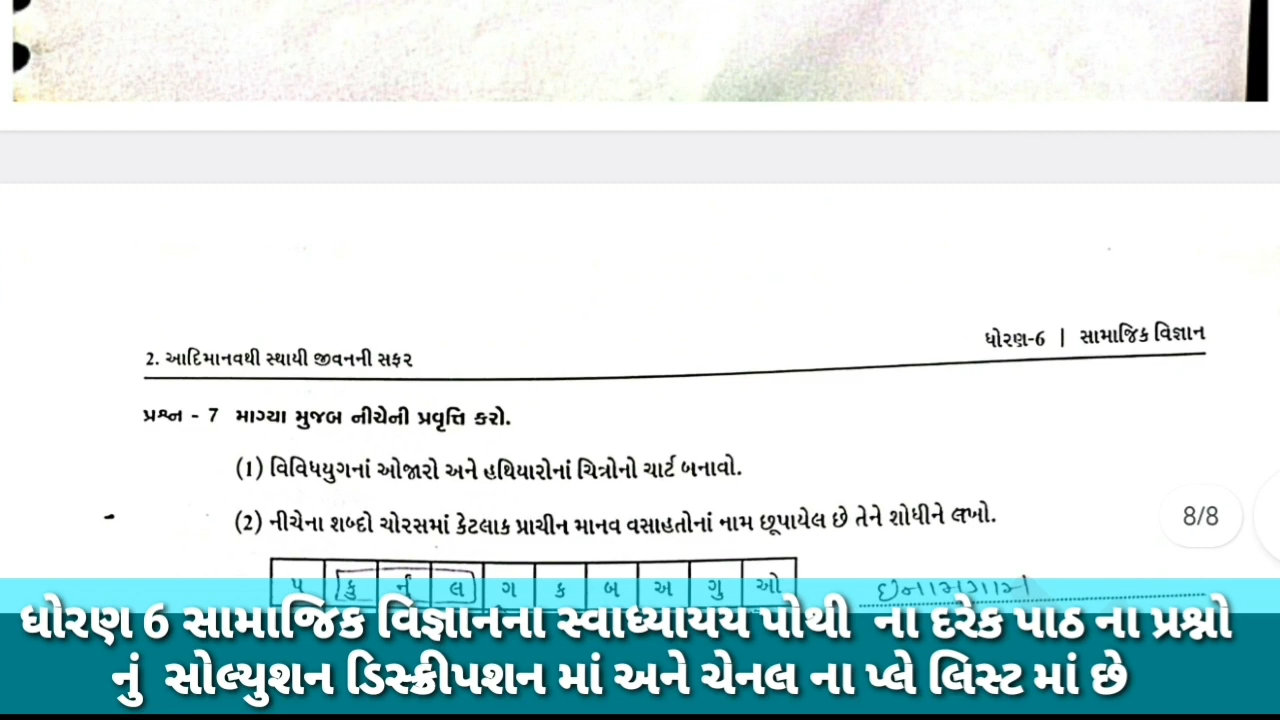 ધોરણ-6 | સામાજિક વિજ્ઞાન
2. આદિમાનવથી સ્થાયી જીવનની સફર
પ્રશ્ન - 7 માગ્યા મુજબ નીચેની પ્રવૃત્તિ કરો.
(1) વિવિધયુગનાં ઓજારો અને હથિયારોનાં ચિત્રોનો ચાર્ટ બનાવો.
(2) નીચેના શબ્દો ચોરસમાં કેટલાક પ્રાચીન માનવ વસાહતોનાં નામ છૂપાયેલ છે તેને શોધીને લખો.
8/8
પ કુ ર્નુ લ ગ ક બ અ ગુ ઓ
ઇનામગામ
ધોરણ 6 સામાજિક વિજ્ઞાનના સ્વાધ્યાયય પોથી ના દરેક પાઠ ના પ્રશ્નો
નું સોલ્યુશન ડિસ્ક્રીપશન માં અને ચેનલ ના પ્લે લિસ્ટ માં છે